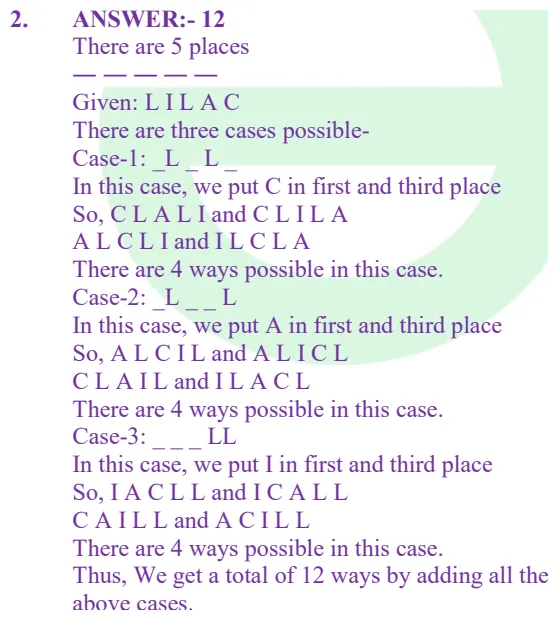 2. ANSWER:- 12
There are 5 places
— — — — —
Given: L I L A C
There are three cases possible-
Case-1: _L _ L _
In this case, we put C in first and third place
So, C L A L I and C L I L A
A L C L I and I L C L A
There are 4 ways possible in this case.
Case-2: _L _ _ L
In this case, we put A in first and third place
So, A L C I L and A L I C L
C L A I L and I L A C L
There are 4 ways possible in this case.
Case-3: _ _ _ LL
In this case, we put I in first and third place
So, I A C L L and I C A L L
C A I L L and A C I L L
There are 4 ways possible in this case.
Thus, We get a total of 12 ways by adding all the
above cases.